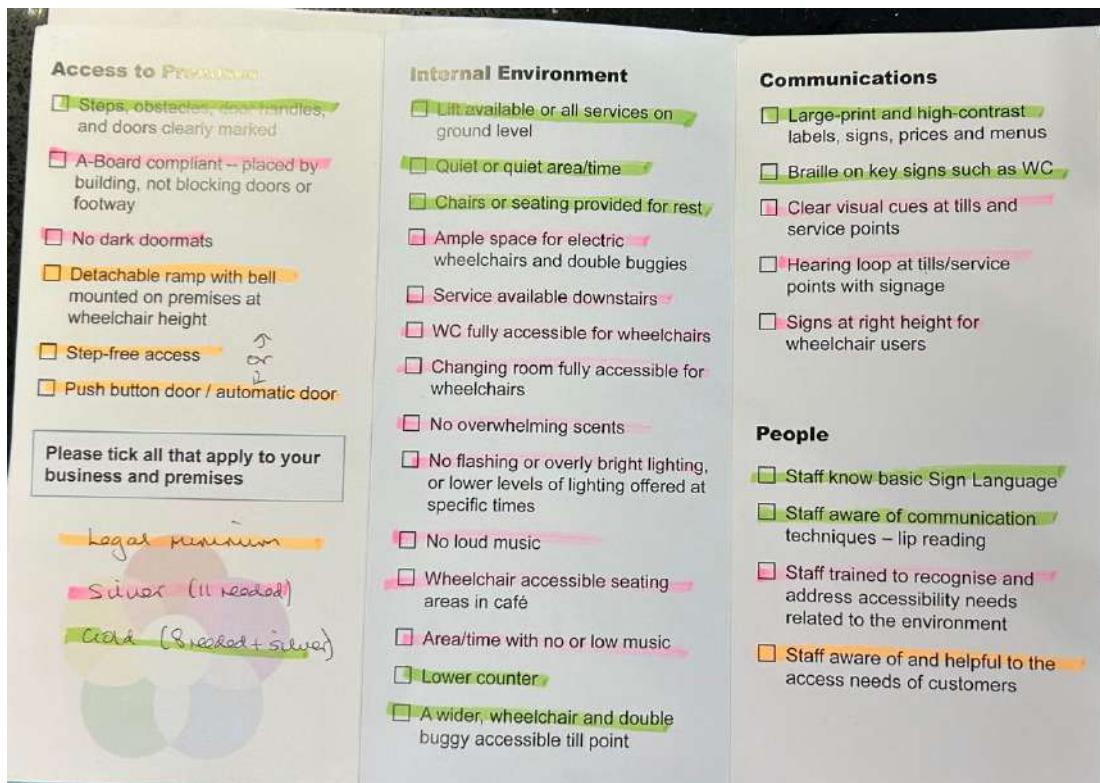 Access to Premises
Steps, obstacles, door handles,
and doors clearly marked
A-Board compliant – placed by
building, not blocking doors or
footway
No dark doormats
Detachable ramp with bell
mounted on premises at
wheelchair height
Step-free access
or
Push button door / automatic door
Please tick all that apply to your
business and premises
Legal minimum
Silver (11 needed)
Gold (8 needed + silver)
Internal Environment
Lift available or all services on
ground level
Quiet or quiet area/time
Chairs or seating provided for rest
Ample space for electric
wheelchairs and double buggies
Service available downstairs
WC fully accessible for wheelchairs
Changing room fully accessible for
wheelchairs
No overwhelming scents
No flashing or overly bright lighting,
or lower levels of lighting offered at
specific times
No loud music
Wheelchair accessible seating
areas in café
Area/time with no or low music
Lower counter
A wider, wheelchair and double
buggy accessible till point
Communications
Large-print and high-contrast
labels, signs, prices and menus
Braille on key signs such as WC
Clear visual cues at tills and
service points
Hearing loop at tills/service
points with signage
Signs at right height for
wheelchair users
People
Staff know basic Sign Language
Staff aware of communication
techniques – lip reading
Staff trained to recognise and
address accessibility needs
related to the environment
Staff aware of and helpful to the
access needs of customers